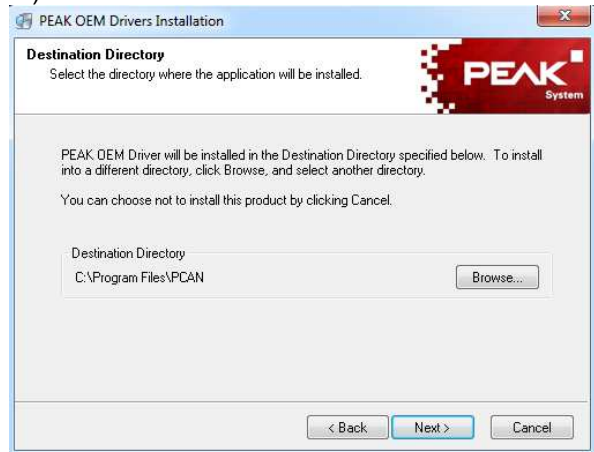 PEAK OEM Drivers Installation
Destination Directory
Select the directory where the application will be installed.
PEAK
System
PEAK OEM Driver will be installed in the Destination Directory specified below. To install
into a different directory, click Browse, and select another directory.
You can choose not to install this product by clicking Cancel.
Destination Directory
C:\Program Files\PCAN
Browse...
< Back
Next >
Cancel